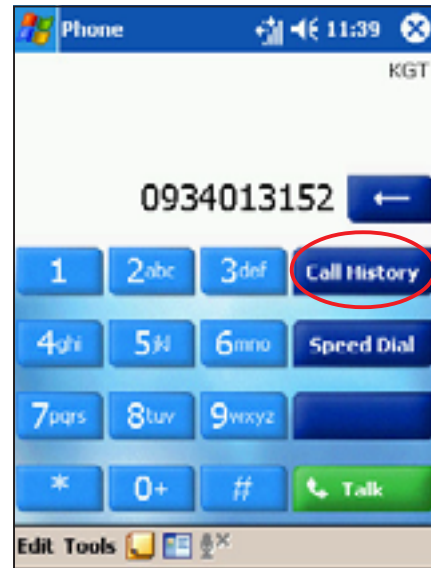 Phone 11:39
KGT
0934013152
1 2abc 3def Call History
4ghi 5jkl 6mno Speed Dial
7pqrs 8tuv 9wxyz
* 0+ # Talk
Edit Tools